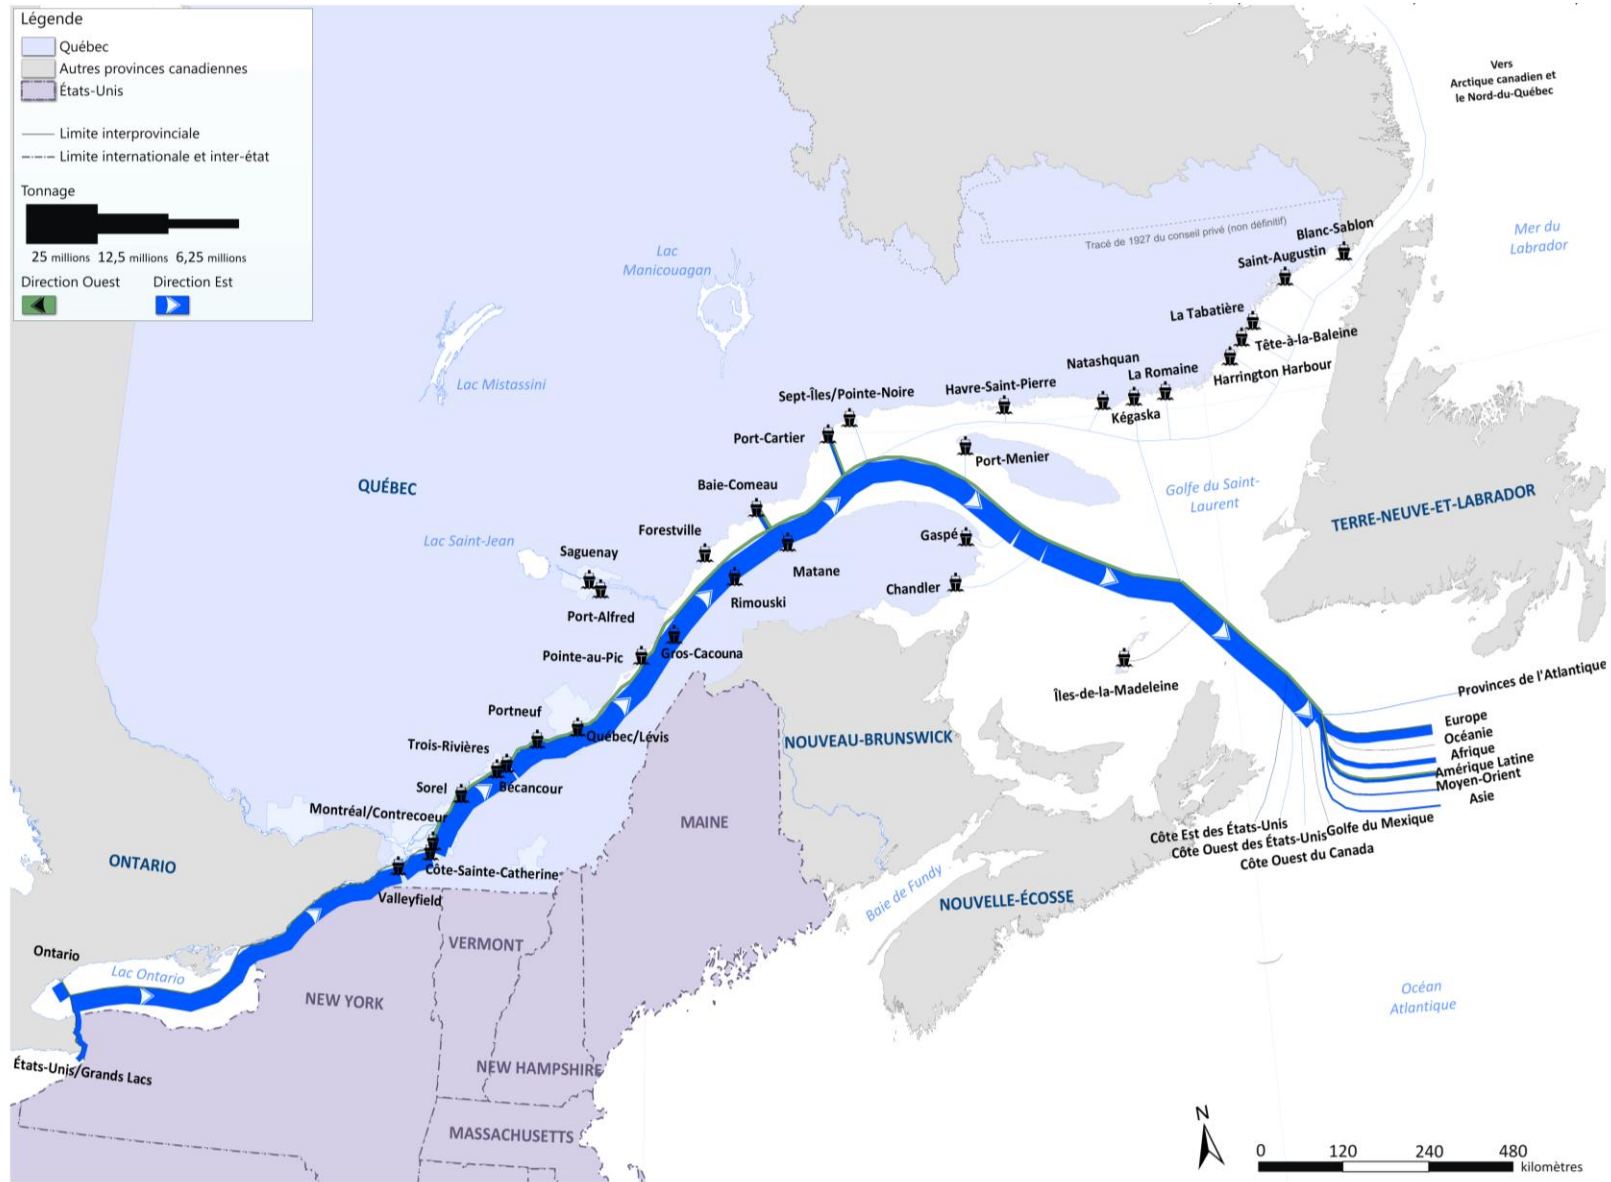 Légende
Québec
Autres provinces canadiennes
États-Unis
Limite interprovinciale
Limite internationale et inter-état
Tonnage
25 millions 12,5 millions 6,25 millions
Direction Ouest Direction Est
Vers
Arctique canadien et
le Nord-du-Québec
Mer du
Labrador
Blanc-Sablon
Tracé de 1927 du conseil privé (non définitif)
Saint-Augustin
Lac
Manicouagan
La Tabatière
Tête-à-la-Baleine
Harrington Harbour
Natashquan
La Romaine
Kégaska
Havre-Saint-Pierre
Sept-Îles/Pointe-Noire
Lac Mistassini
Port-Cartier
Port-Menier
Baie-Comeau
QUÉBEC
Golfe du Saint-
Laurent
TERRE-NEUVE-ET-LABRADOR
Forestville
Gaspé
Lac Saint-Jean
Saguenay
Matane
Chandler
Rimouski
Port-Alfred
Pointe-au-Pic
Gros-Cacouna
Îles-de-la-Madeleine
Provinces de l'Atlantique
Portneuf
Québec/Lévis
NOUVEAU-BRUNSWICK
Europe
Océanie
Afrique
Amérique Latine
Moyen-Orient
Asie
Trois-Rivières
Sorel
Bécancour
Montréal/Contrecoeur
MAINE
Côte Est des États-Unis
Golfe du Mexique
Côte Ouest des États-Unis
Côte Ouest du Canada
ONTARIO
Côte-Sainte-Catherine
Valleyfield
Baie de Fundy
NOUVELLE-ÉCOSSE
VERMONT
Ontario
Lac Ontario
NEW YORK
Océan
Atlantique
États-Unis/Grands Lacs
NEW HAMPSHIRE
MASSACHUSETTS
N
0 120 240 480
kilomètres